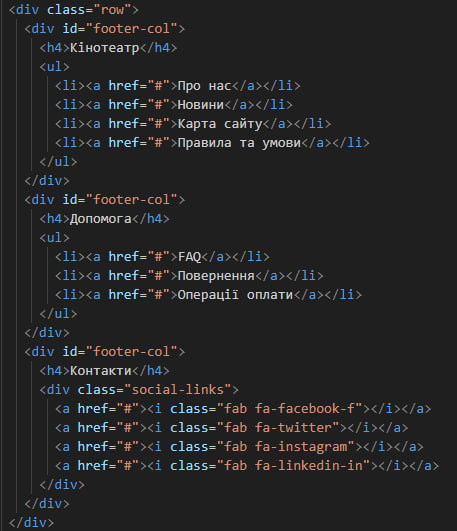 <div class="row">
<div id="footer-col">
<h4>Кінотеатр</h4>
<ul>
<li><a href="#">Про нас</a></li>
<li><a href="#">Новини</a></li>
<li><a href="#">Карта сайту</a></li>
<li><a href="#">Правила та умови</a></li>
</ul>
</div>
<div id="footer-col">
<h4>Допомога</h4>
<ul>
<li><a href="#">FAQ</a></li>
<li><a href="#">Повернення</a></li>
<li><a href="#">Операції оплати</a></li>
</ul>
</div>
<div id="footer-col">
<h4>Контакти</h4>
<div class="social-links">
<a href="#"><i class="fab fa-facebook-f"></i></a>
<a href="#"><i class="fab fa-twitter"></i></a>
<a href="#"><i class="fab fa-instagram"></i></a>
<a href="#"><i class="fab fa-linkedin-in"></i></a>
</div>
</div>
</div>